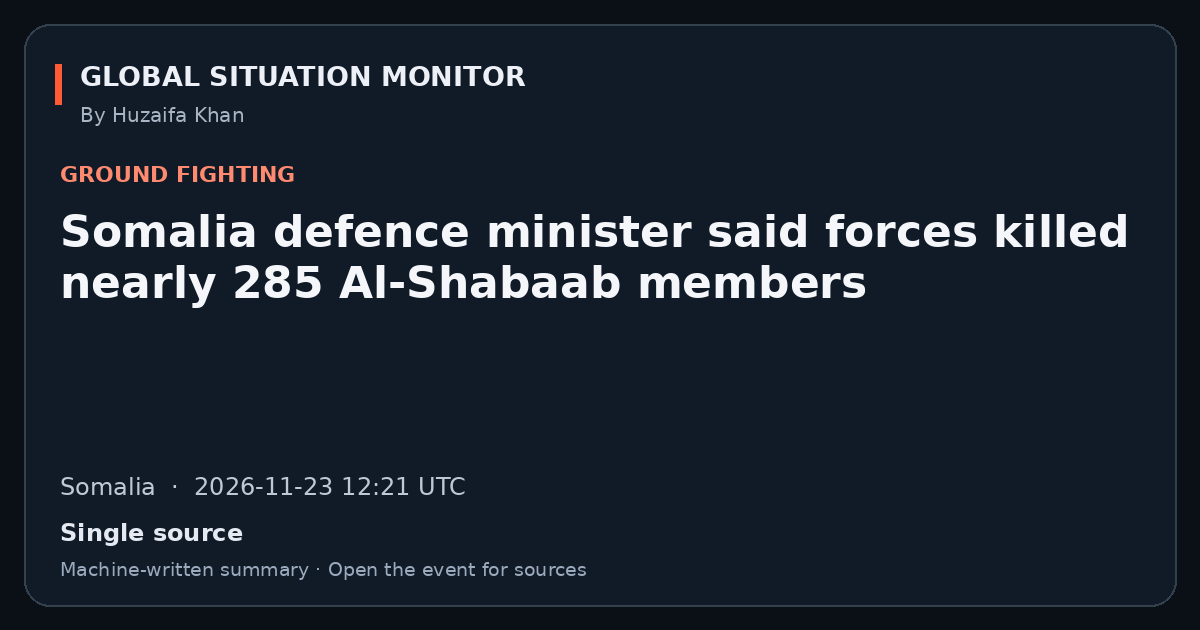 GLOBAL SITUATION MONITOR
By Huzaifa Khan
GROUND FIGHTING
Somalia defence minister said forces killed
nearly 285 Al-Shabaab members
Somalia · 2026-11-23 12:21 UTC
Single source
Machine-written summary · Open the event for sources